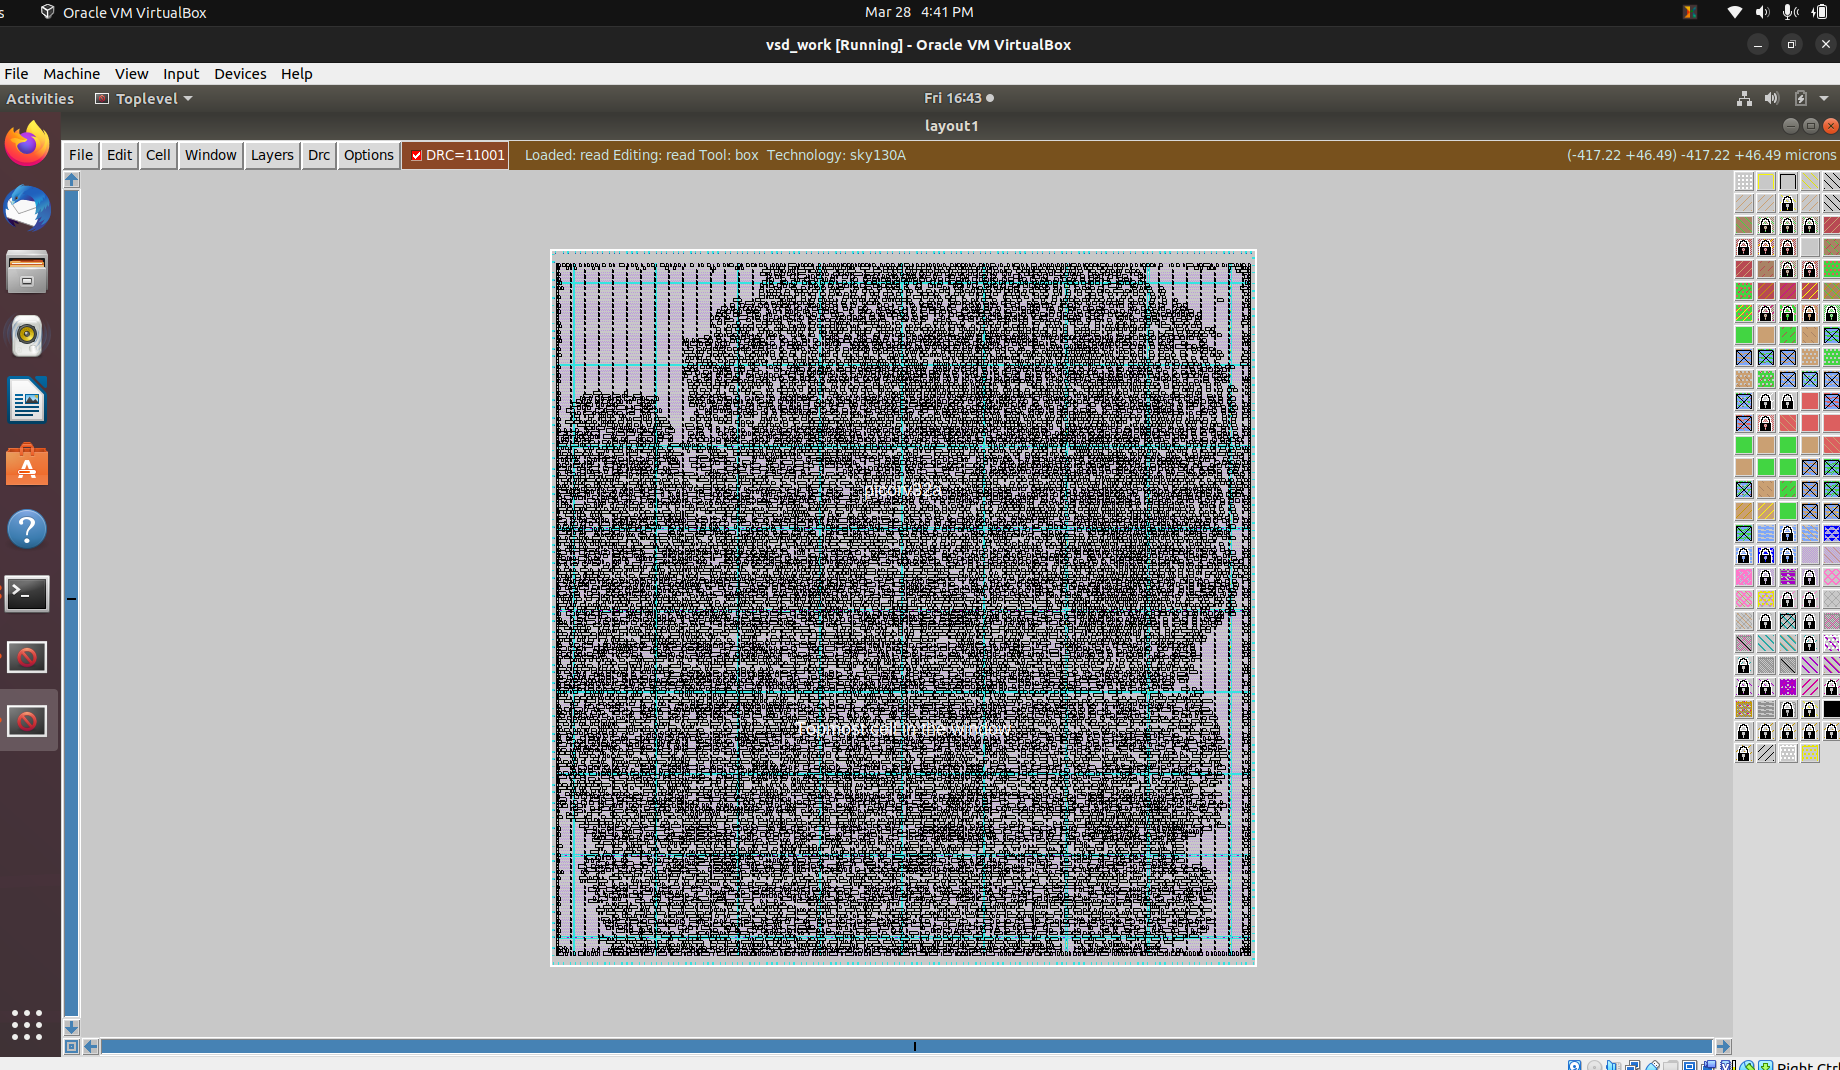 s Oracle VM VirtualBox Mar 28 4:41 PM
vsd_work [Running] - Oracle VM VirtualBox
File Machine View Input Devices Help
Activities Toplevel Fri 16:43
layout1
File Edit Cell Window Layers Drc Options DRC=11001 Loaded: read Editing: read Tool: box Technology: sky130A (-417.22 +46.49) -417.22 +46.49 microns
picorv32a
Topmost cell in the window
Right Ctrl